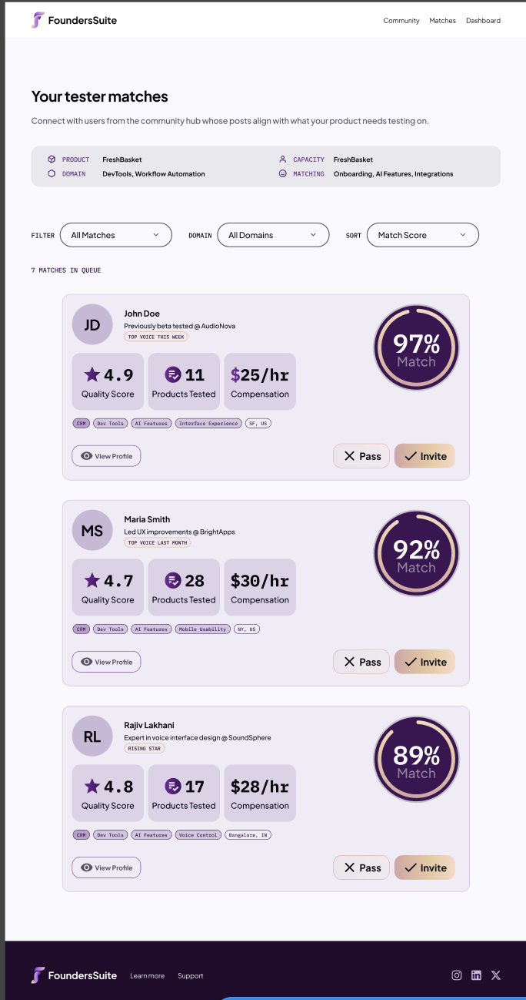 FoundersSuite
Community Matches Dashboard
Your tester matches
Connect with users from the community hub whose posts align with what your product needs testing on.
PRODUCT FreshBasket
CAPACITY FreshBasket
DOMAIN DevTools, Workflow Automation
MATCHING Onboarding, AI Features, Integrations
FILTER All Matches DOMAIN All Domains SORT Match Score
7 MATCHES IN QUEUE
JD
John Doe
Previously beta tested @ AudioNova
TOP VOICE THIS WEEK
97%
Match
4.9 11 $25/hr
Quality Score Products Tested Compensation
CRM Dev Tools AI Features Interface Experience SF, US
View Profile Pass Invite
MS
Maria Smith
Led UX improvements @ BrightApps
TOP VOICE LAST MONTH
92%
Match
4.7 28 $30/hr
Quality Score Products Tested Compensation
CRM Dev Tools AI Features Mobile Usability NY, US
View Profile Pass Invite
RL
Rajiv Lakhani
Expert in voice interface design @ SoundSphere
RISING STAR
89%
Match
4.8 17 $28/hr
Quality Score Products Tested Compensation
CRM Dev Tools AI Features Voice Control Bangalore, IN
View Profile Pass Invite
FoundersSuite Learn more Support